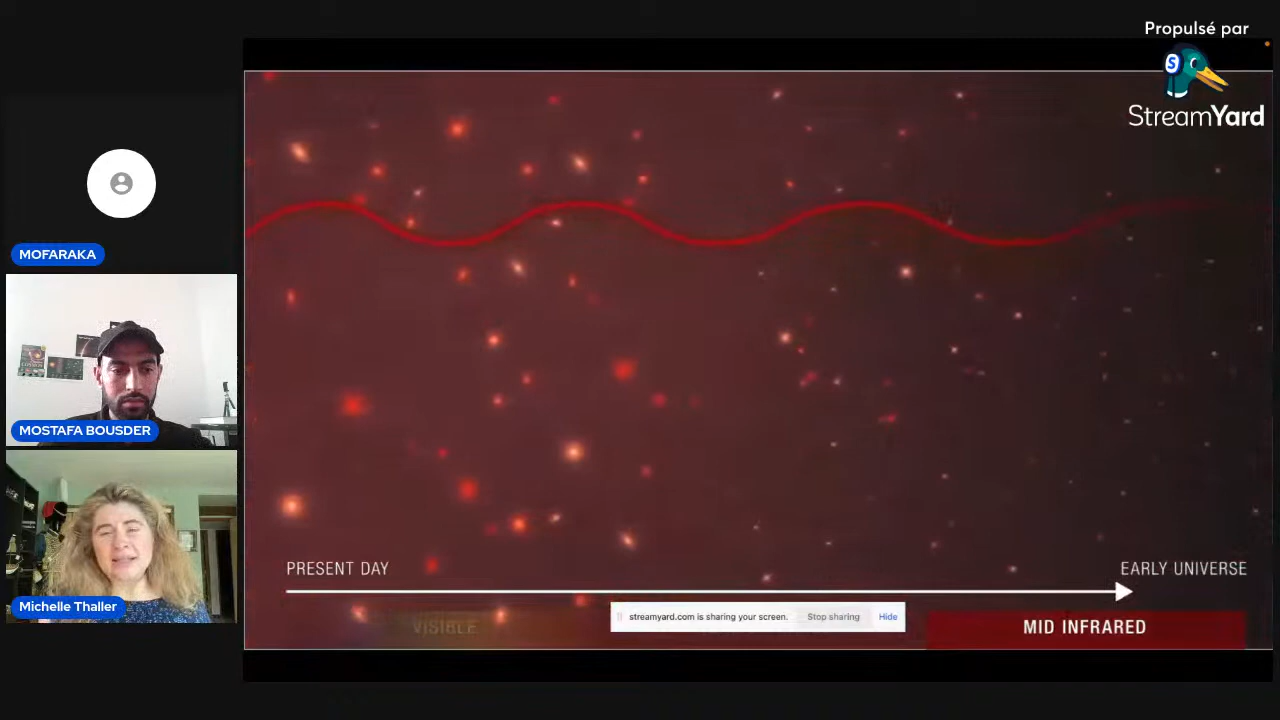 Propulsé par
S
StreamYard
MOFARAKA
MOSTAFA BOUSDER
Michelle Thaller
PRESENT DAY
EARLY UNIVERSE
streamyard.com is sharing your screen.
Stop sharing
Hide
VISIBLE
MID INFRARED